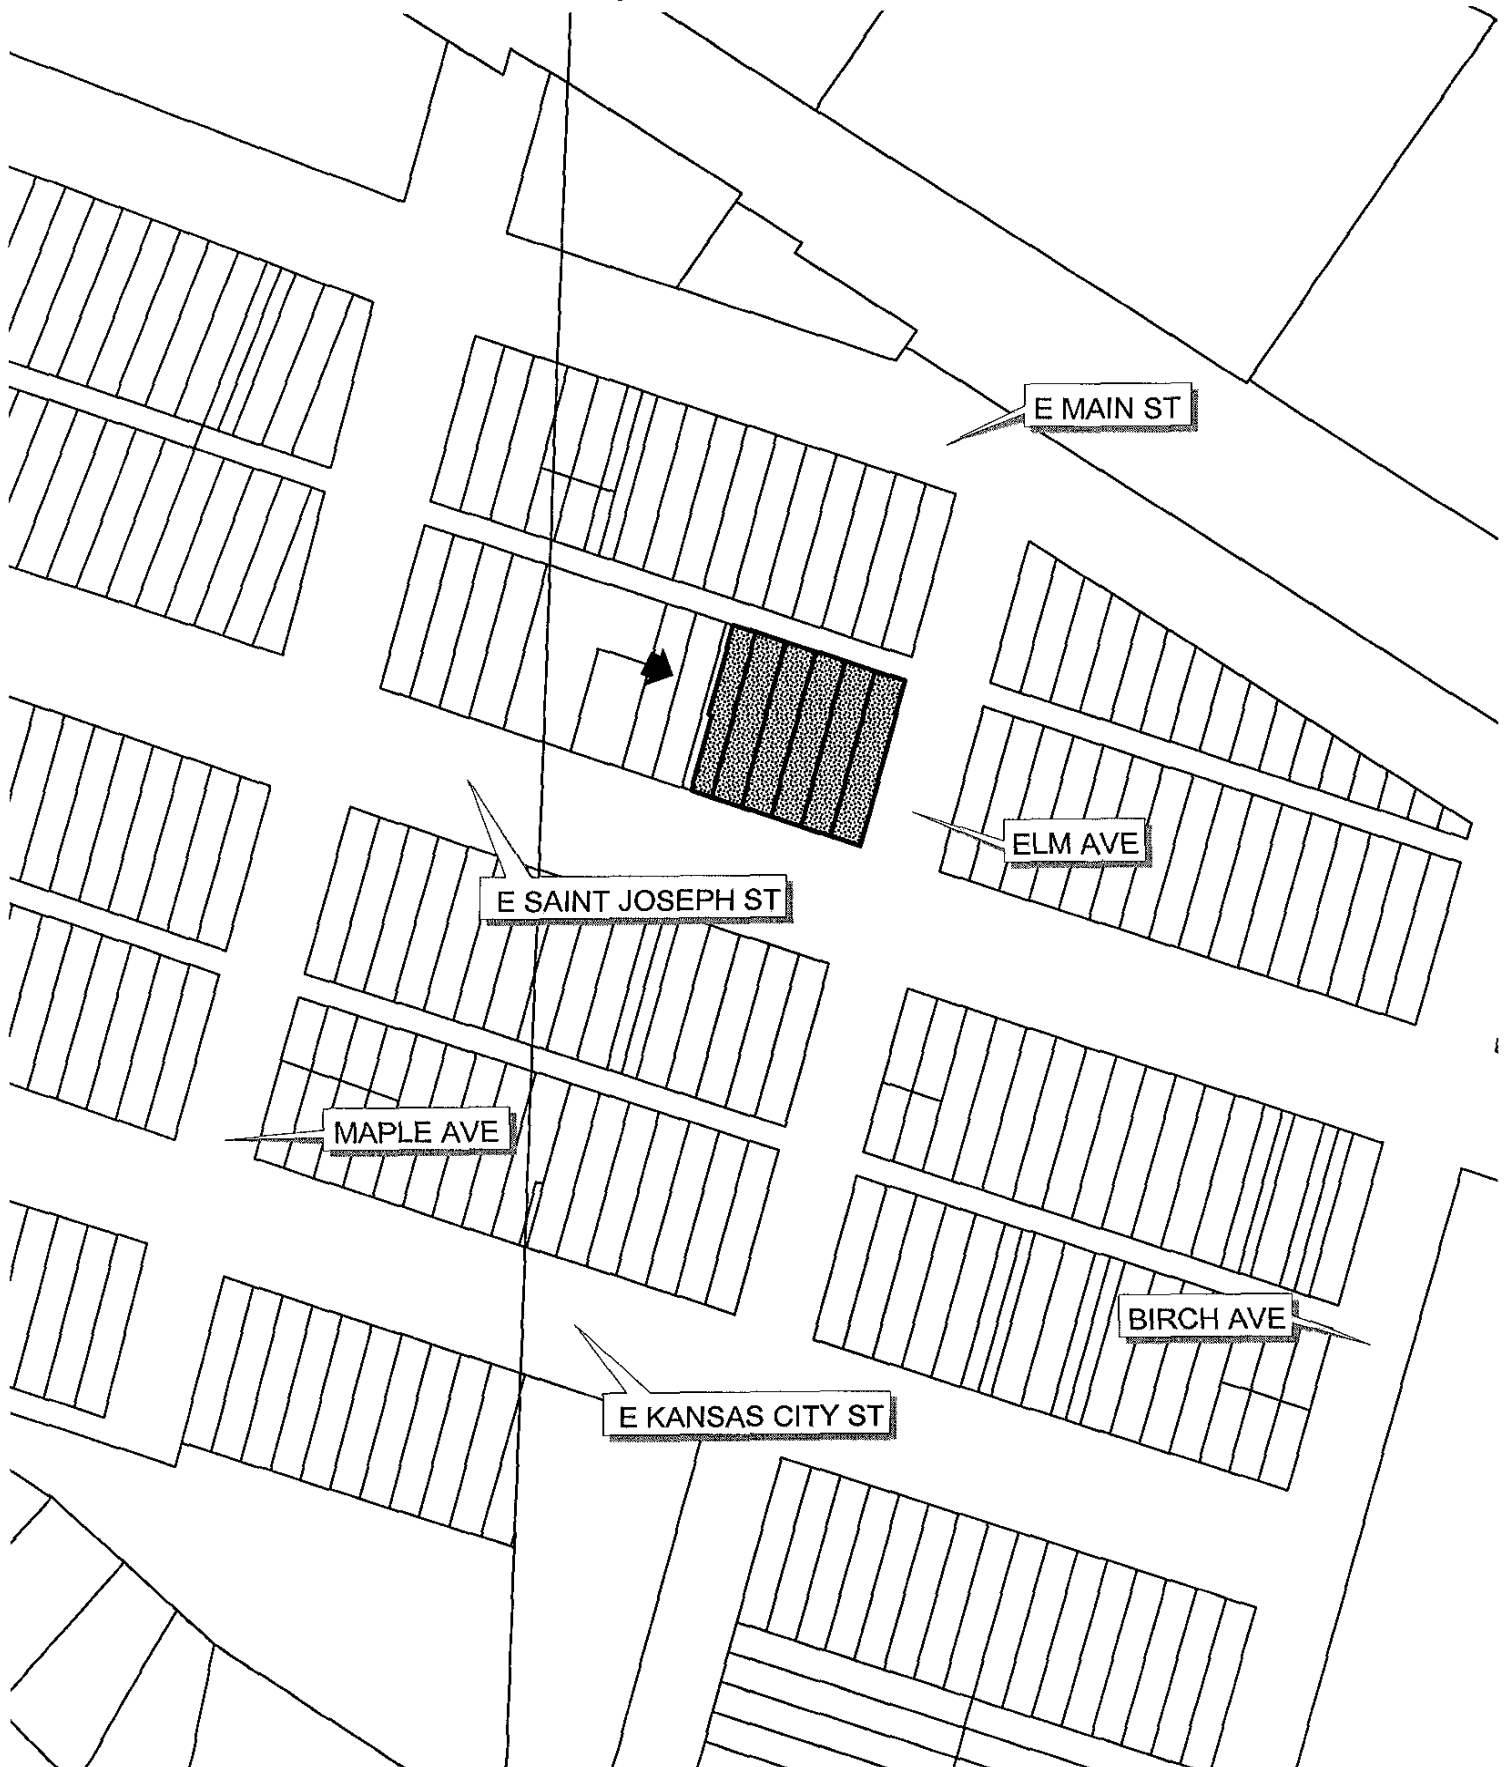 E MAIN ST
ELM AVE
E SAINT JOSEPH ST
MAPLE AVE
BIRCH AVE
E KANSAS CITY ST